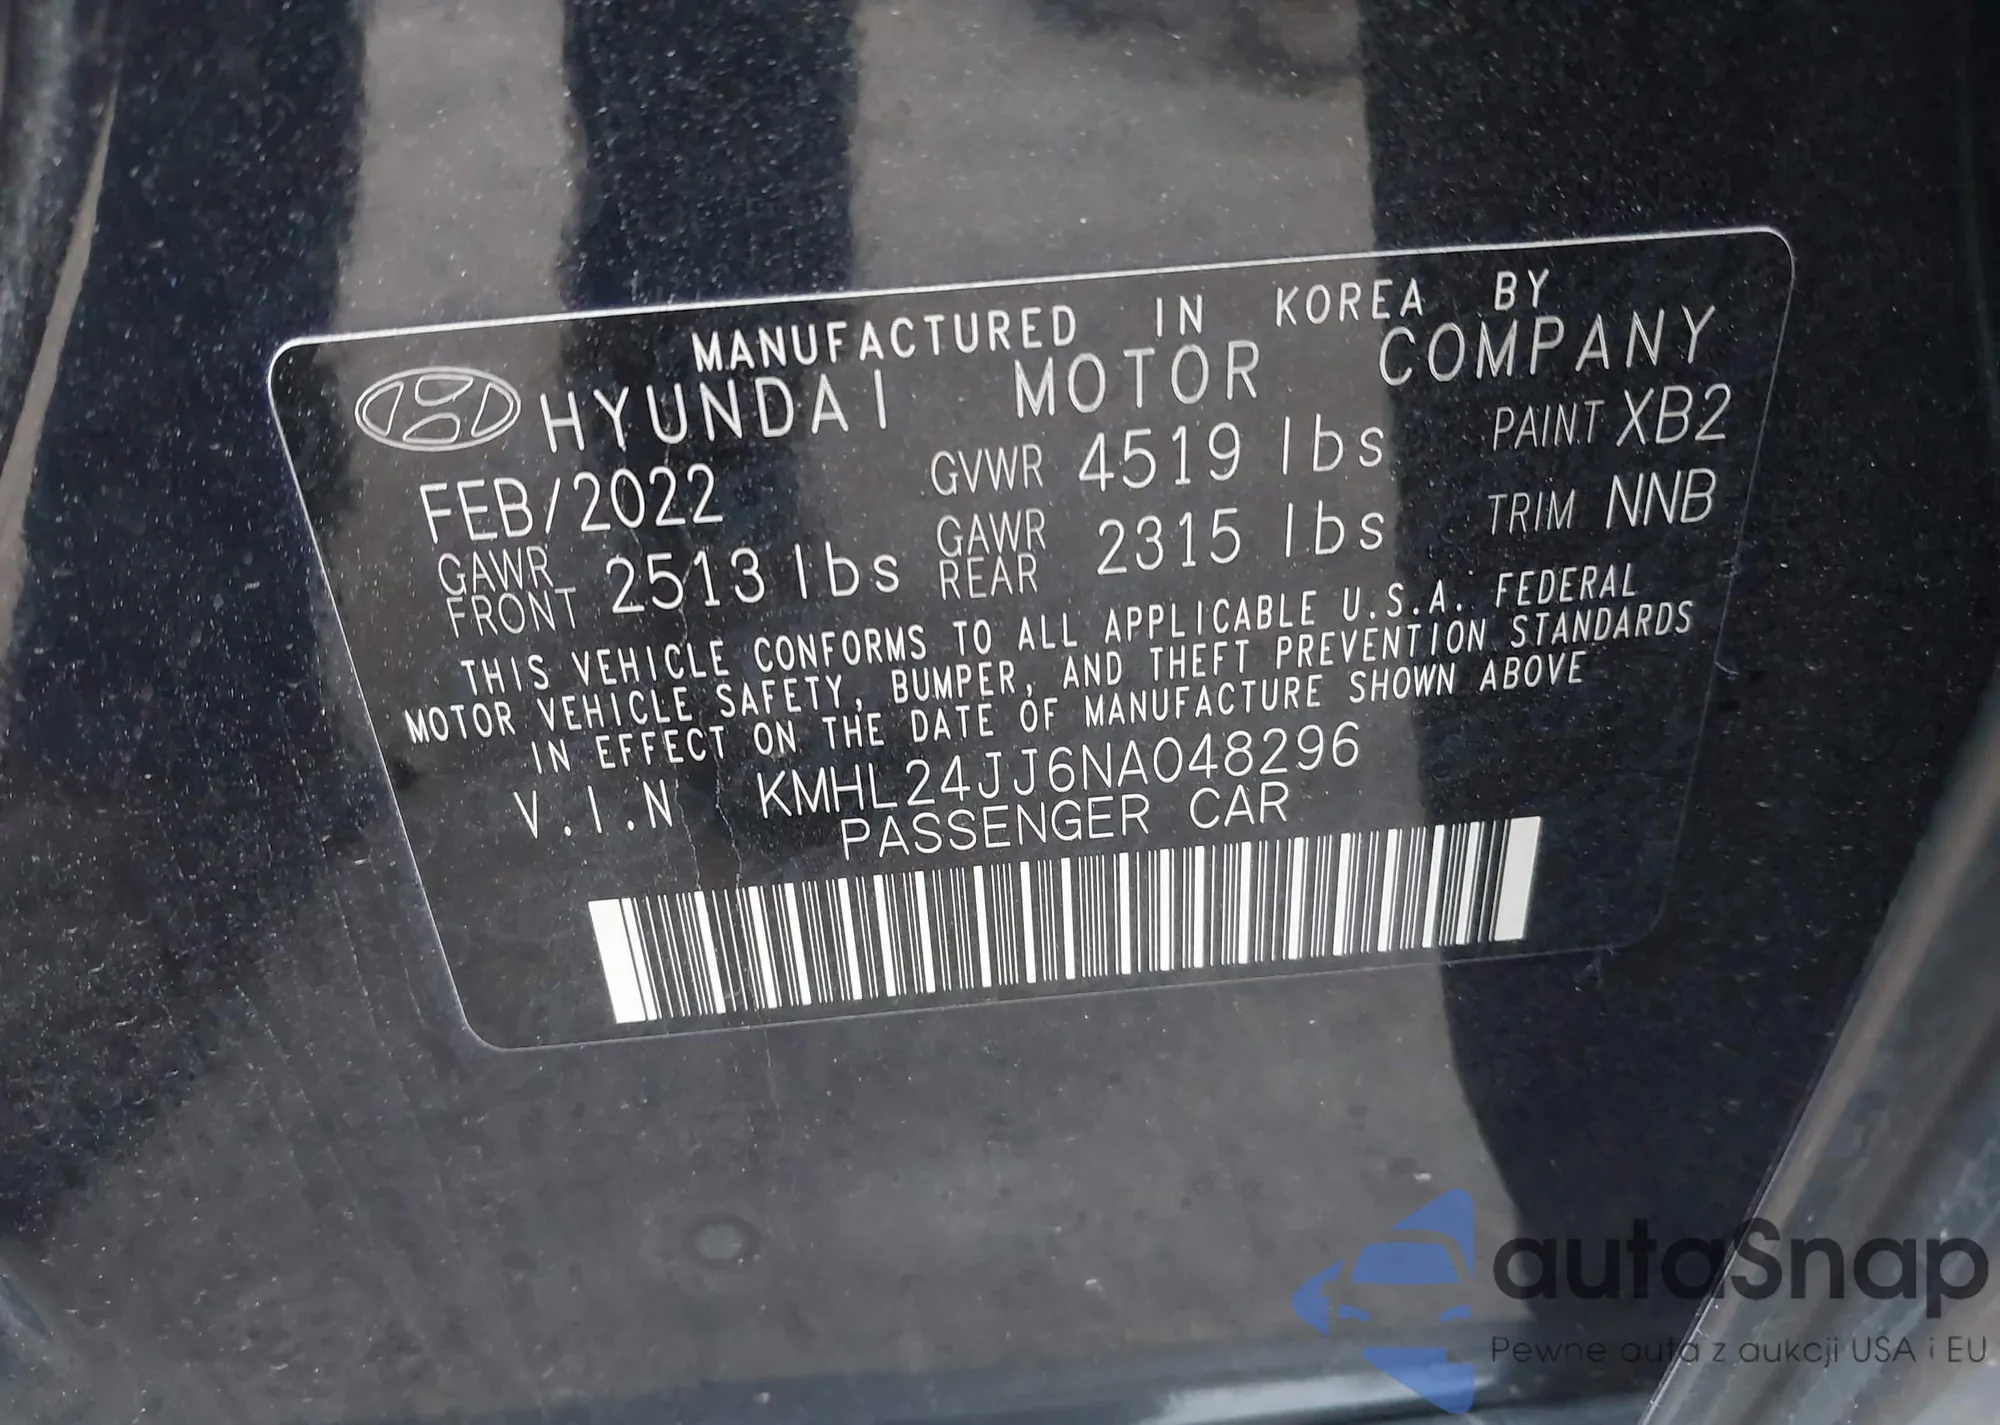 MANUFACTURED IN KOREA BY
HYUNDAI MOTOR COMPANY
FEB/2022 GVWR 4519 lbs PAINT XB2
GAWR FRONT 2513 lbs GAWR REAR 2315 lbs TRIM NNB
THIS VEHICLE CONFORMS TO ALL APPLICABLE U.S.A. FEDERAL
MOTOR VEHICLE SAFETY, BUMPER, AND THEFT PREVENTION STANDARDS
IN EFFECT ON THE DATE OF MANUFACTURE SHOWN ABOVE
V.I.N KMHL24JJ6NA048296
PASSENGER CAR
autaSnap
Pewne auta z aukcji USA i EU